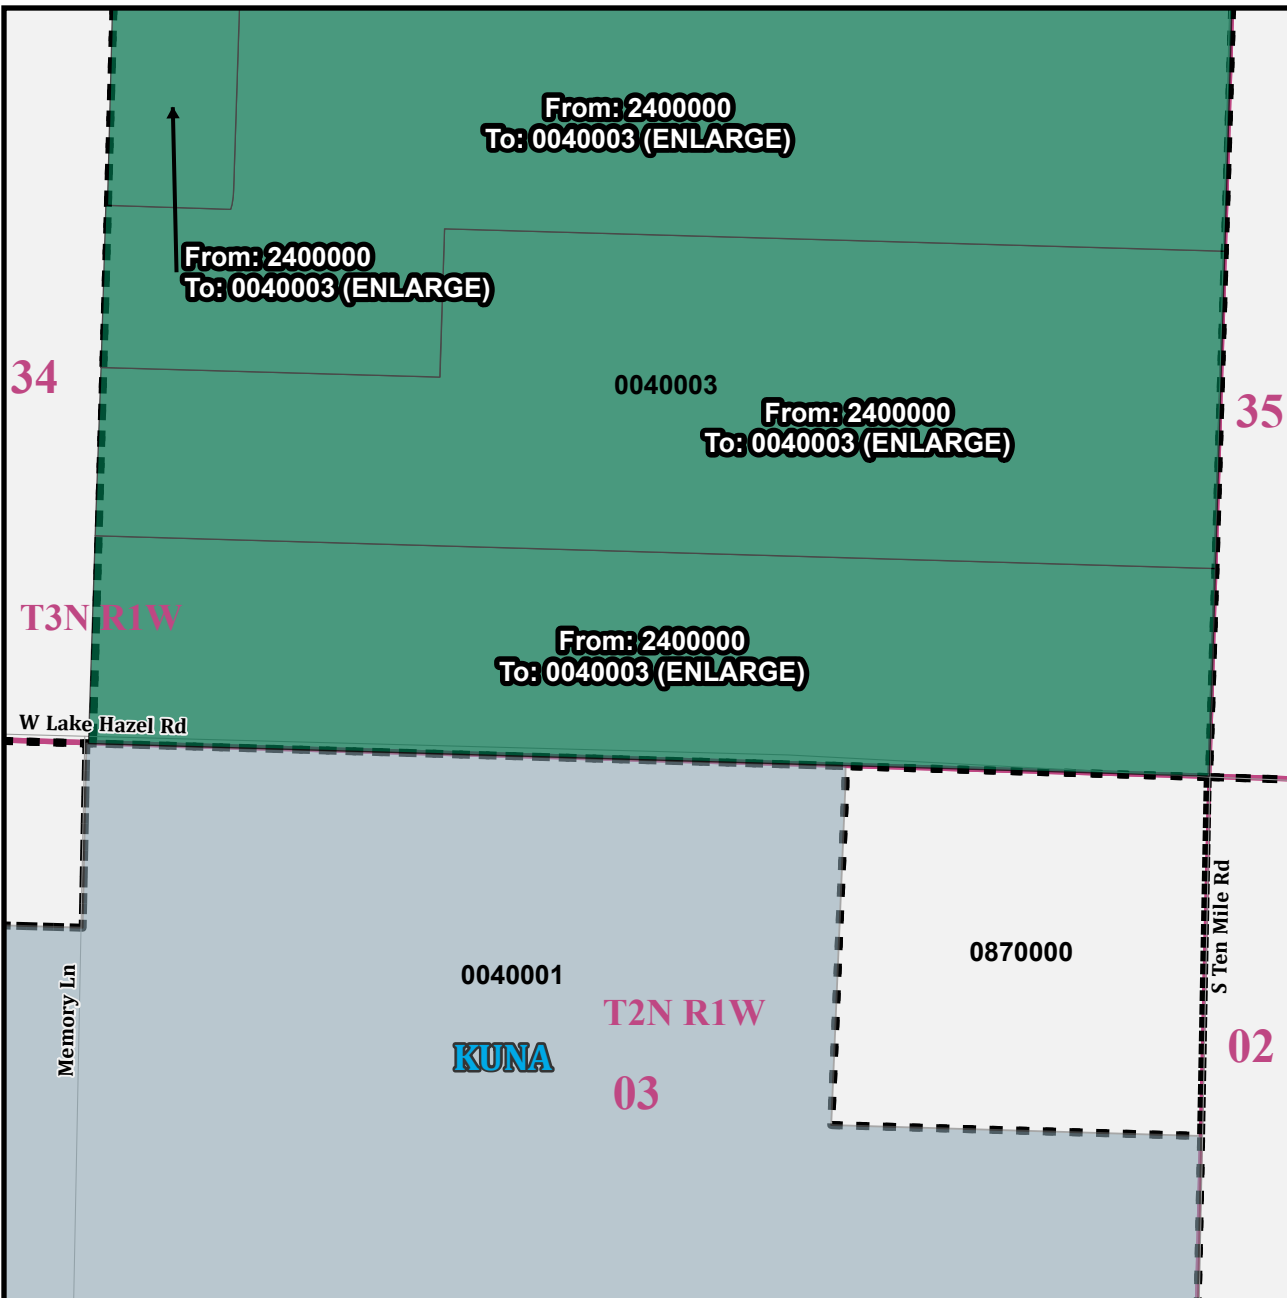 From: 2400000
To: 0040003 (ENLARGE)
From: 2400000
To: 0040003 (ENLARGE)
34
0040003
From: 2400000
To: 0040003 (ENLARGE)
35
T3N R1W
From: 2400000
To: 0040003 (ENLARGE)
W Lake Hazel Rd
S Ten Mile Rd
0870000
0040001
Memory Ln
T2N R1W
KUNA
02
03